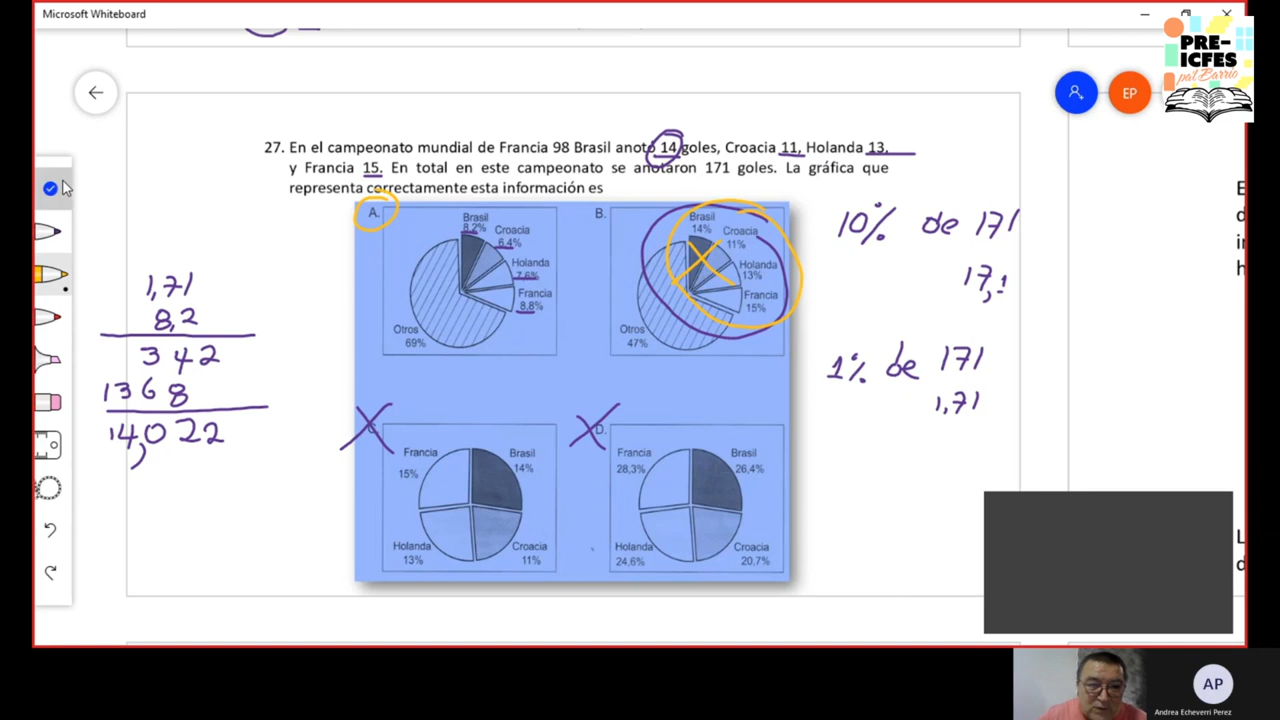 Microsoft Whiteboard
PRE-
ICFES
pa'l Barrio
EP
27. En el campeonato mundial de Francia 98 Brasil anotó 14 goles, Croacia 11, Holanda 13,
y Francia 15. En total en este campeonato se anotaron 171 goles. La gráfica que
representa correctamente esta información es
A.
Brasil
8,2%
Croacia
6,4%
Holanda
7,6%
Francia
8,8%
Otros
69%
B.
Brasil
14%
Croacia
11%
Holanda
13%
Francia
15%
Otros
47%
10% de 171
17,1
1% de 171
1,71
1,71
8,2
342
1368
14,022
C.
Francia
15%
Brasil
14%
Holanda
13%
Croacia
11%
D.
Francia
28,3%
Brasil
26,4%
Holanda
24,6%
Croacia
20,7%
E
d
ir
h
L
d
AP
Andrea Echeverri Perez